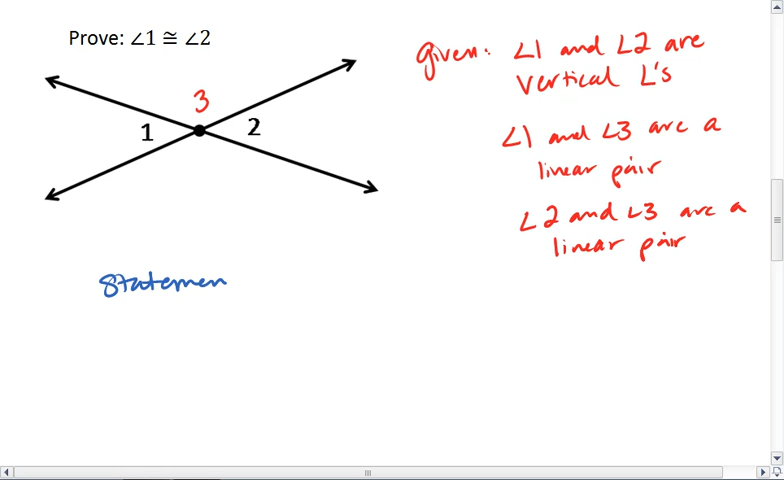 Prove: ∠1 ≅ ∠2
given: ∠1 and ∠2 are
vertical ∠'s
3
1
2
∠1 and ∠3 are a
linear pair
∠2 and ∠3 are a
linear pair
statemen